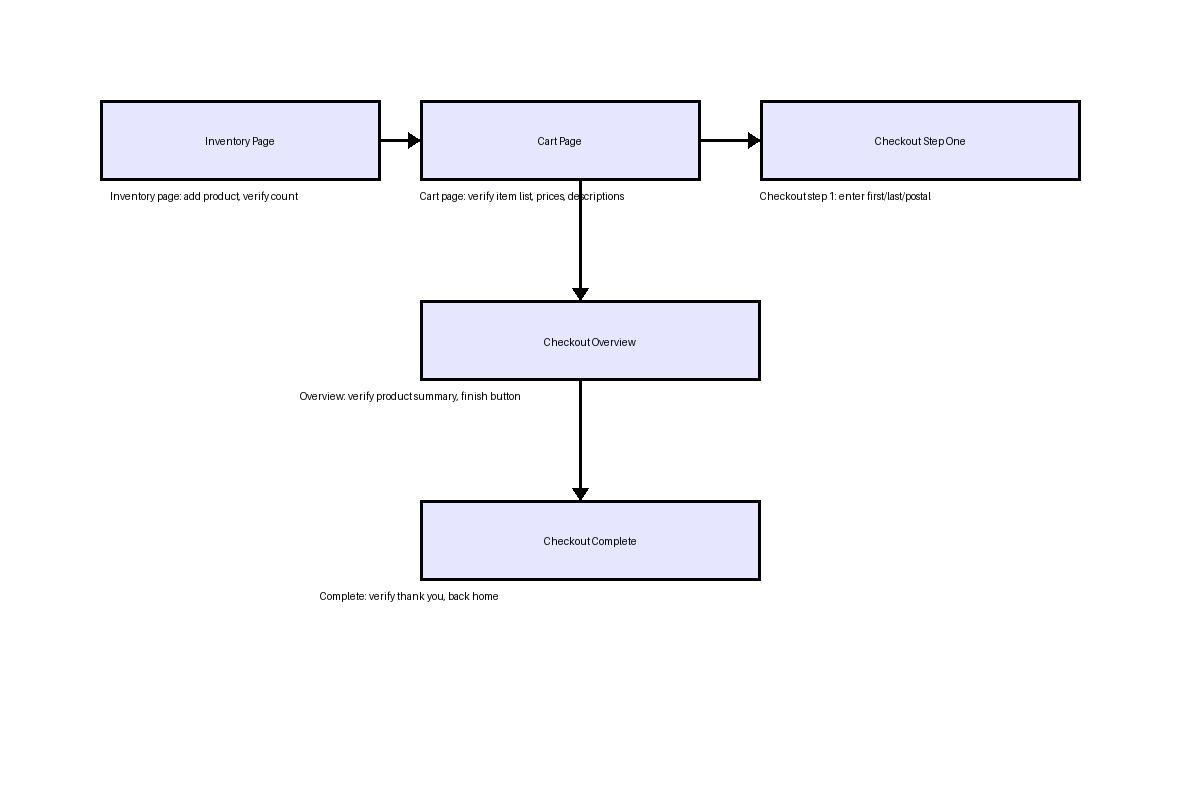 Inventory Page
Cart Page
Checkout Step One
Inventory page: add product, verify count
Cart page: verify item list, prices, descriptions
Checkout step 1: enter first/last/postal
Checkout Overview
Overview: verify product summary, finish button
Checkout Complete
Complete: verify thank you, back home